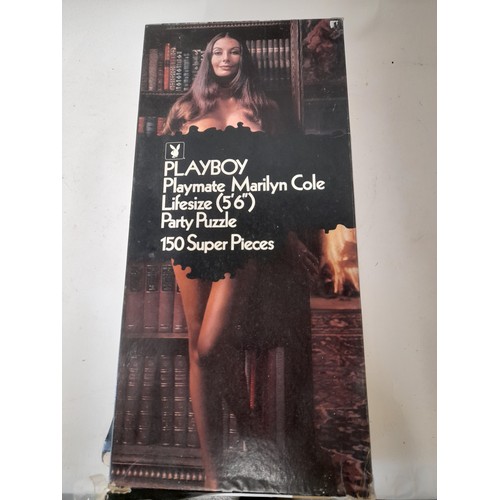 PLAYBOY
Playmate Marilyn Cole
Lifesize (5'6")
Party Puzzle
150 Super Pieces